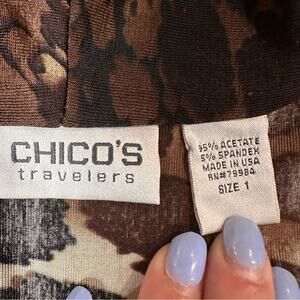 CHICO'S
travelers
95% ACETATE
5% SPANDEX
MADE IN USA
RN#79984
SIZE 1